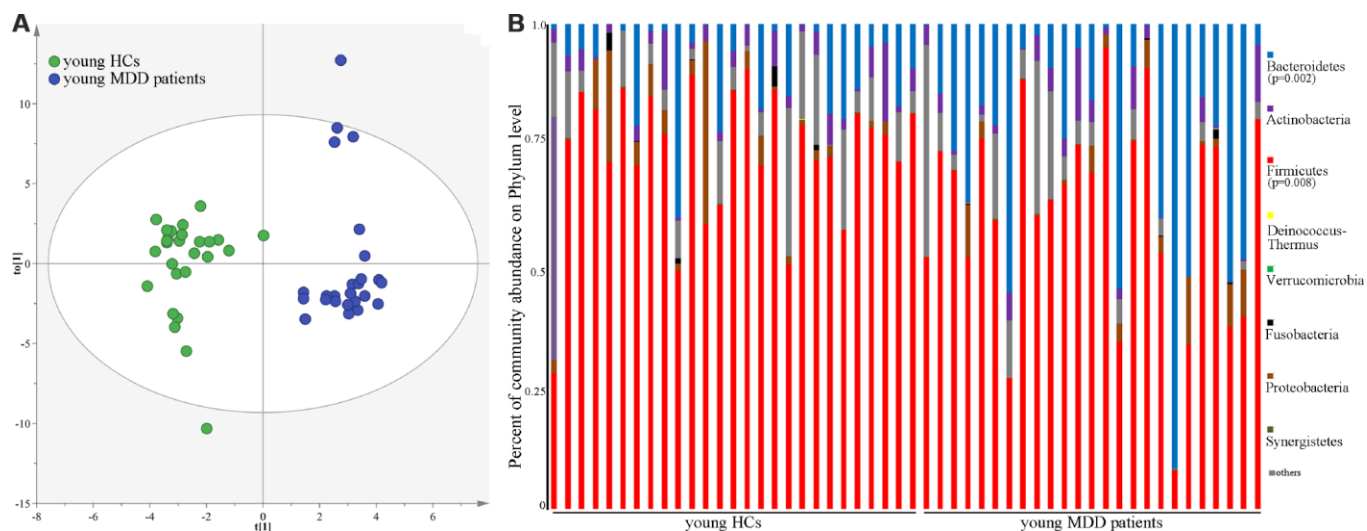 A
young HCs
young MDD patients
10
5
0
-5
-10
-15
-8
-6
-4
-2
0
2
4
6
to[1]
t[1]
B
Percent of community abundance on Phylum level
1.0
0.75
0.5
0.25
0
young HCs
young MDD patients
Bacteroidetes
(p=0.002)
Actinobacteria
Firmicutes
(p=0.008)
Deinococcus-
Thermus
Verrucomicrobia
Fusobacteria
Proteobacteria
Synergistetes
others